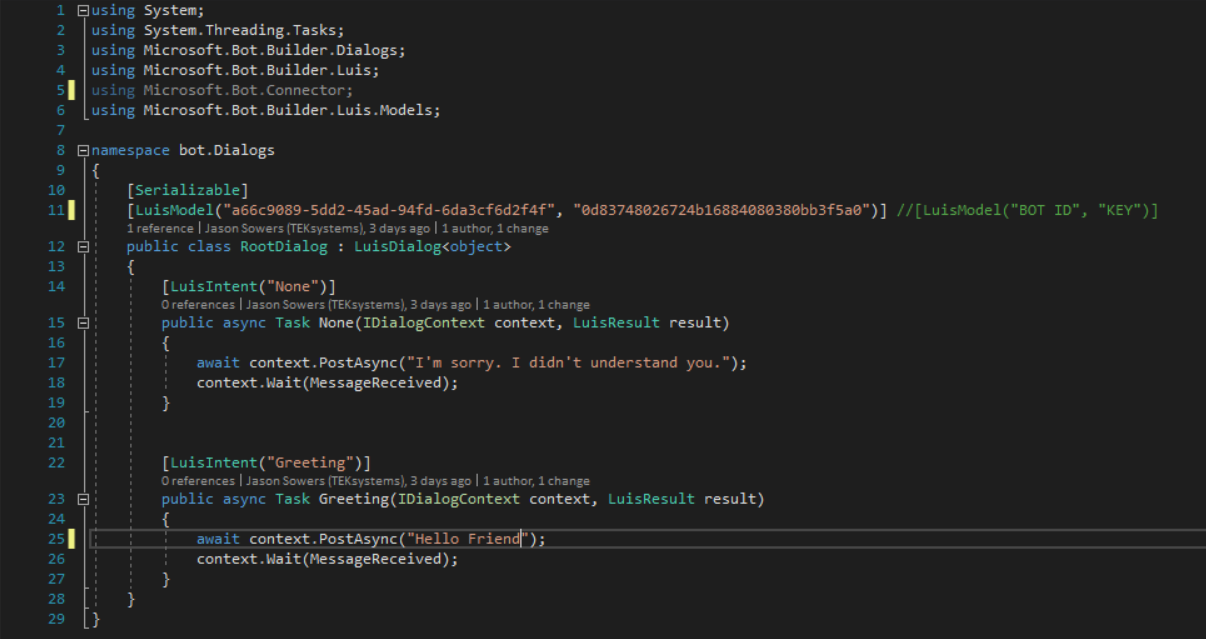 1 using System;
2 using System.Threading.Tasks;
3 using Microsoft.Bot.Builder.Dialogs;
4 using Microsoft.Bot.Builder.Luis;
5 using Microsoft.Bot.Connector;
6 using Microsoft.Bot.Builder.Luis.Models;
7
8 namespace bot.Dialogs
9 {
10 [Serializable]
11 [LuisModel("a66c9089-5dd2-45ad-94fd-6da3cf6d2f4f", "0d83748026724b16884080380bb3f5a0")] //[LuisModel("BOT ID", "KEY")]
1 reference | Jason Sowers (TEKsystems), 3 days ago | 1 author, 1 change
12 public class RootDialog : LuisDialog<object>
13 {
14 [LuisIntent("None")]
0 references | Jason Sowers (TEKsystems), 3 days ago | 1 author, 1 change
15 public async Task None(IDialogContext context, LuisResult result)
16 {
17 await context.PostAsync("I'm sorry. I didn't understand you.");
18 context.Wait(MessageReceived);
19 }
20
21
22 [LuisIntent("Greeting")]
0 references | Jason Sowers (TEKsystems), 3 days ago | 1 author, 1 change
23 public async Task Greeting(IDialogContext context, LuisResult result)
24 {
25 await context.PostAsync("Hello Friend");
26 context.Wait(MessageReceived);
27 }
28 }
29 }